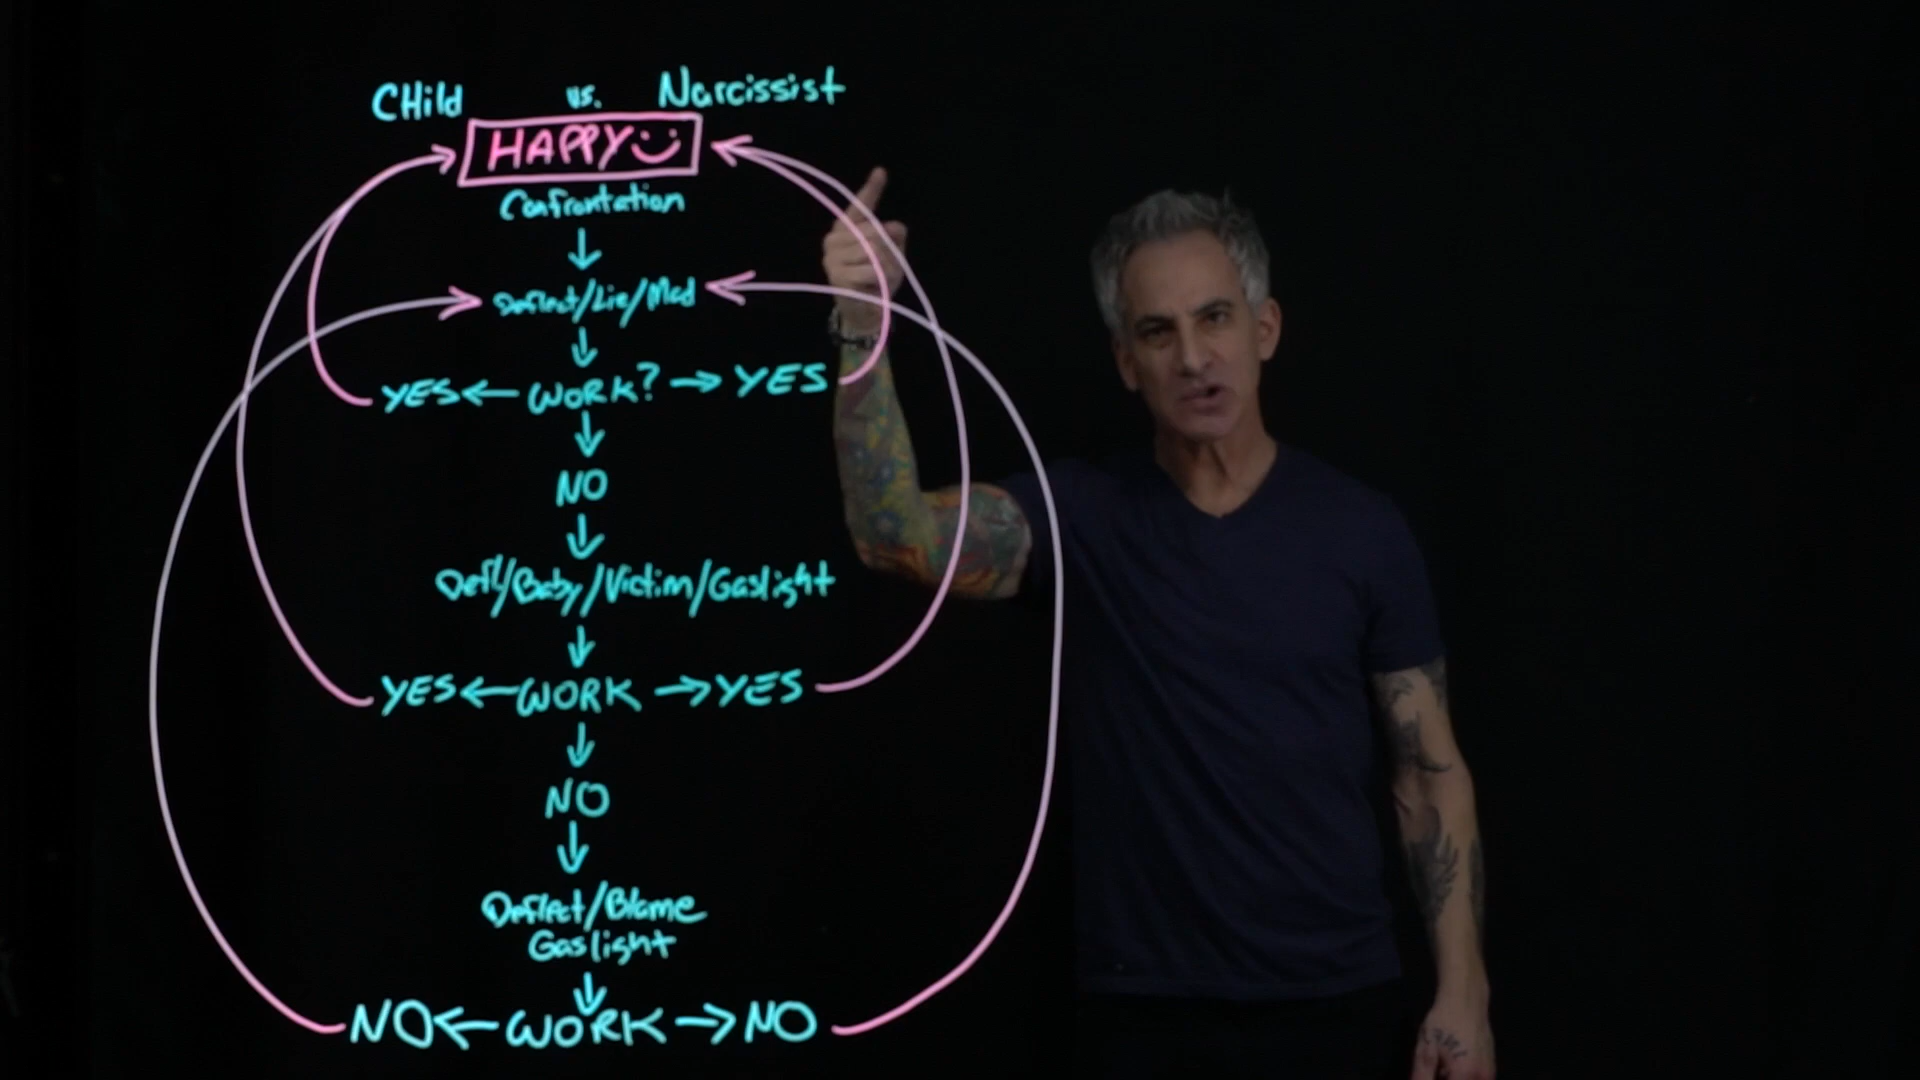 CHild vs. Narcissist
HAPPY
Confrontation
Deflect/Lie/Mad
YES WORK? YES
NO
Defl/Baby/Victim/Gaslight
YES WORK YES
NO
Deflect/Blame
Gaslight
NO WORK NO